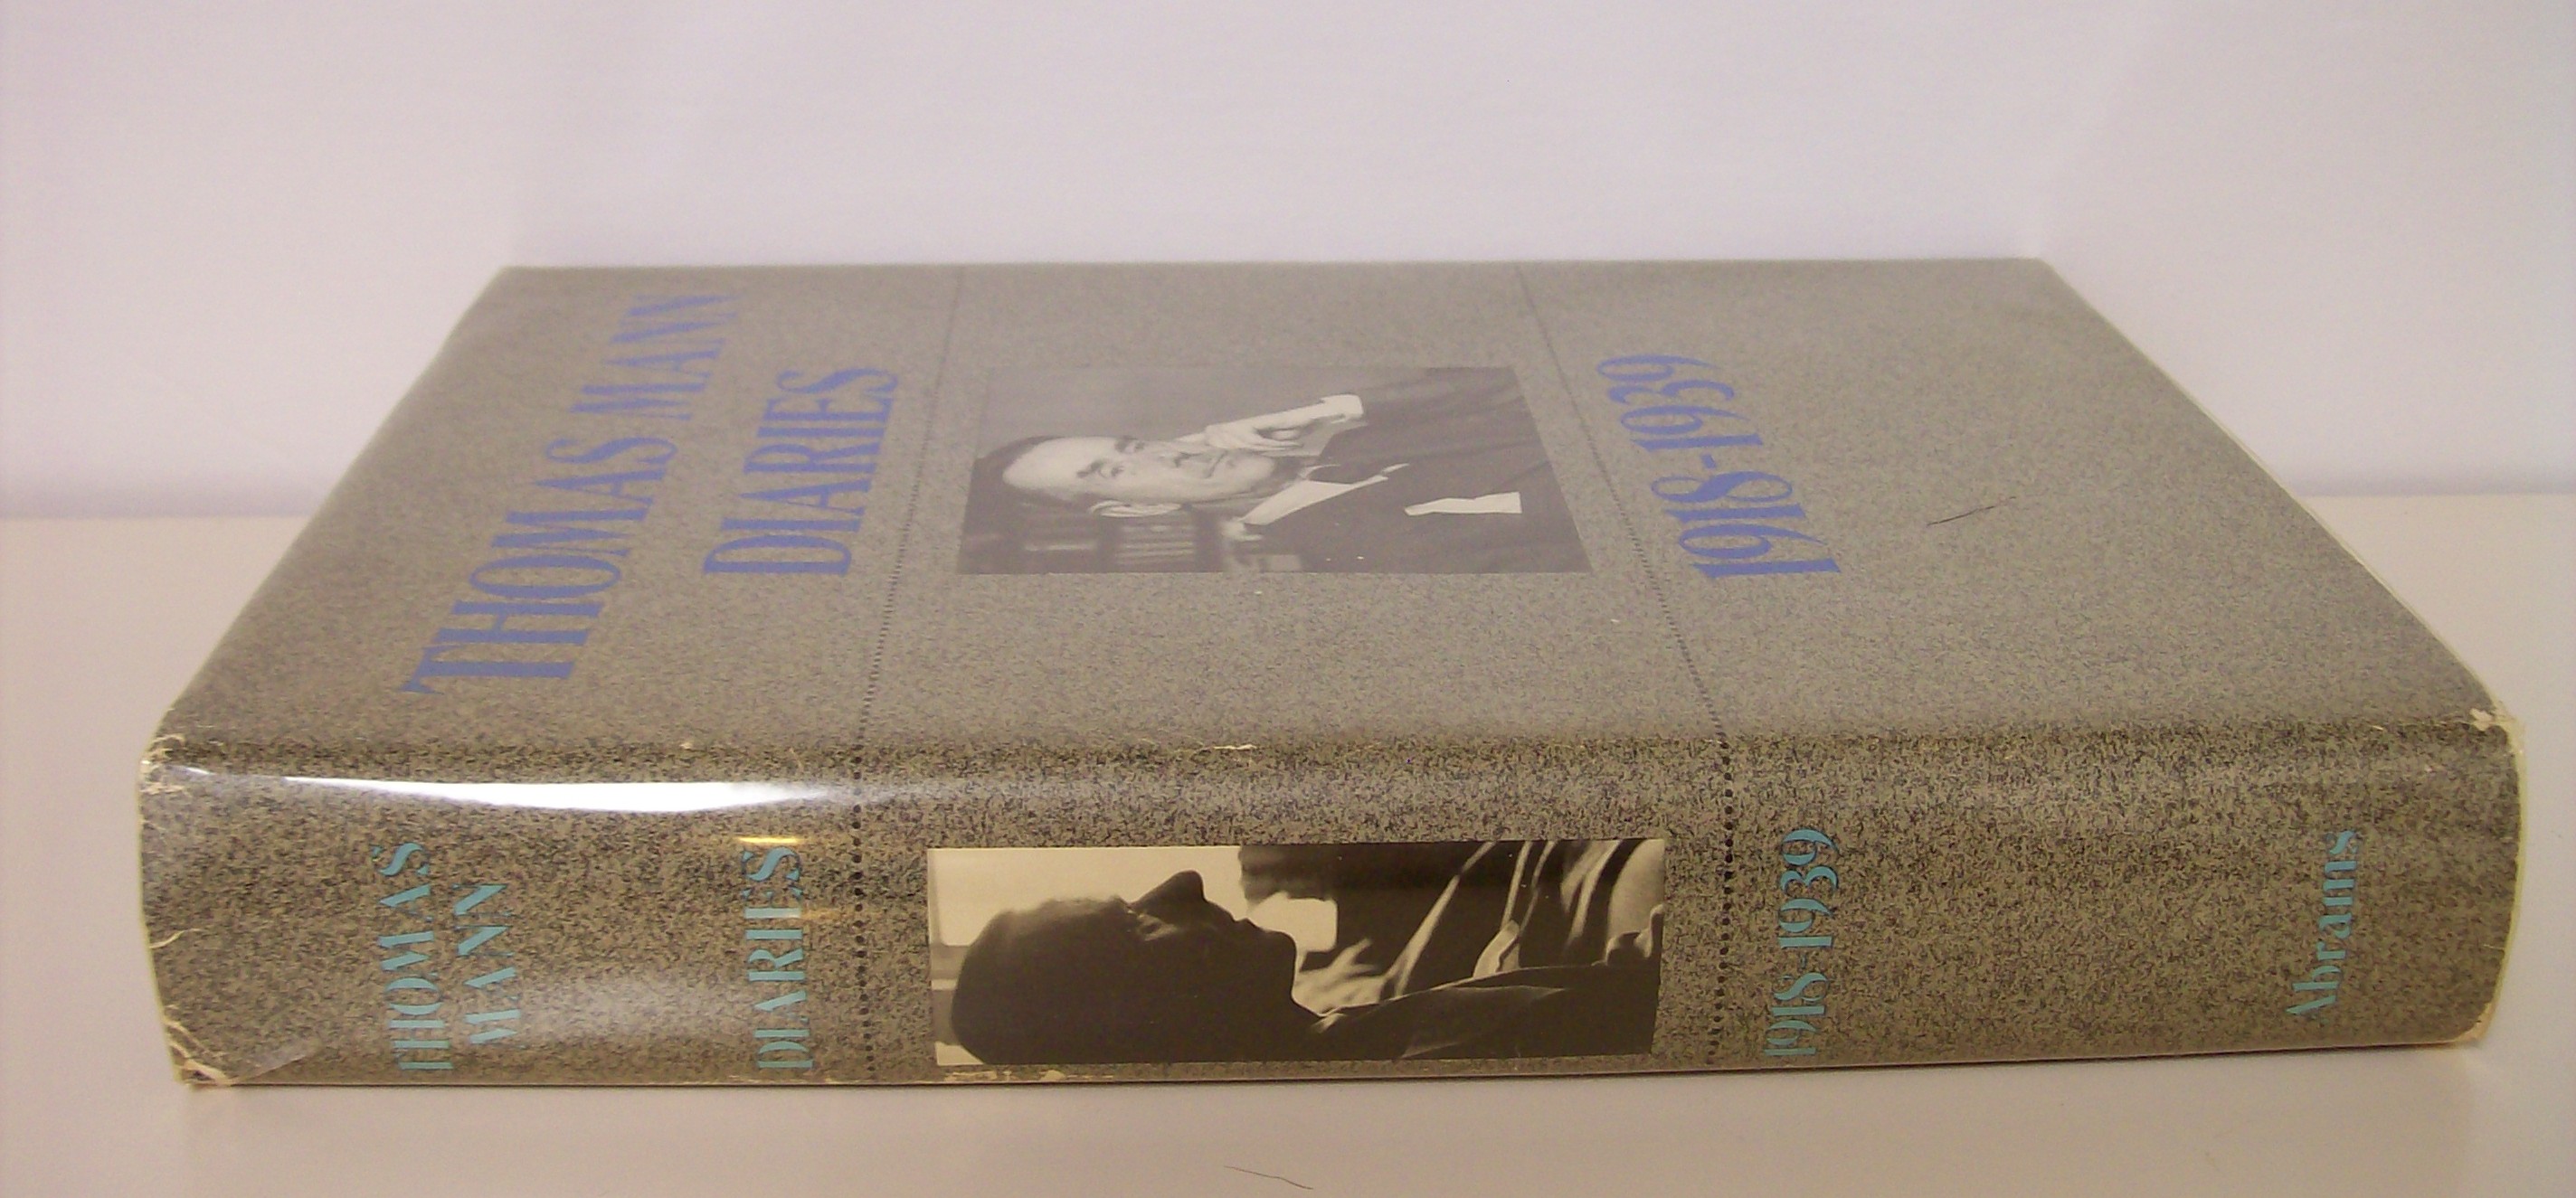 THOMAS MANN
DIARIES
1918-1939
THOMAS
MANN
DIARIES
1918-1939
Abrams